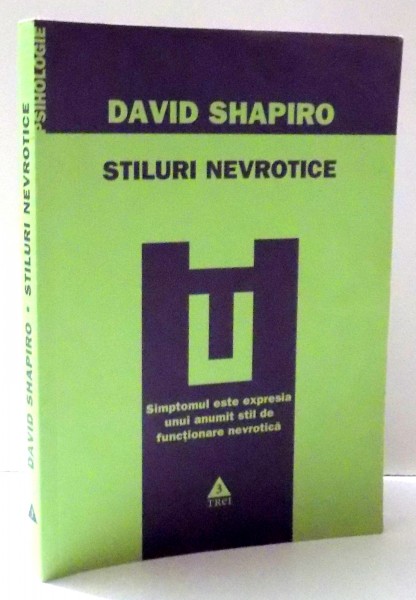 PSIHOLOGIE
DAVID SHAPIRO
STILURI NEVROTICE
Simptomul este expresia
unui anumit stil de
funcționare nevrotică
3
TREI
DAVID SHAPIRO - STILURI NEVROTICE